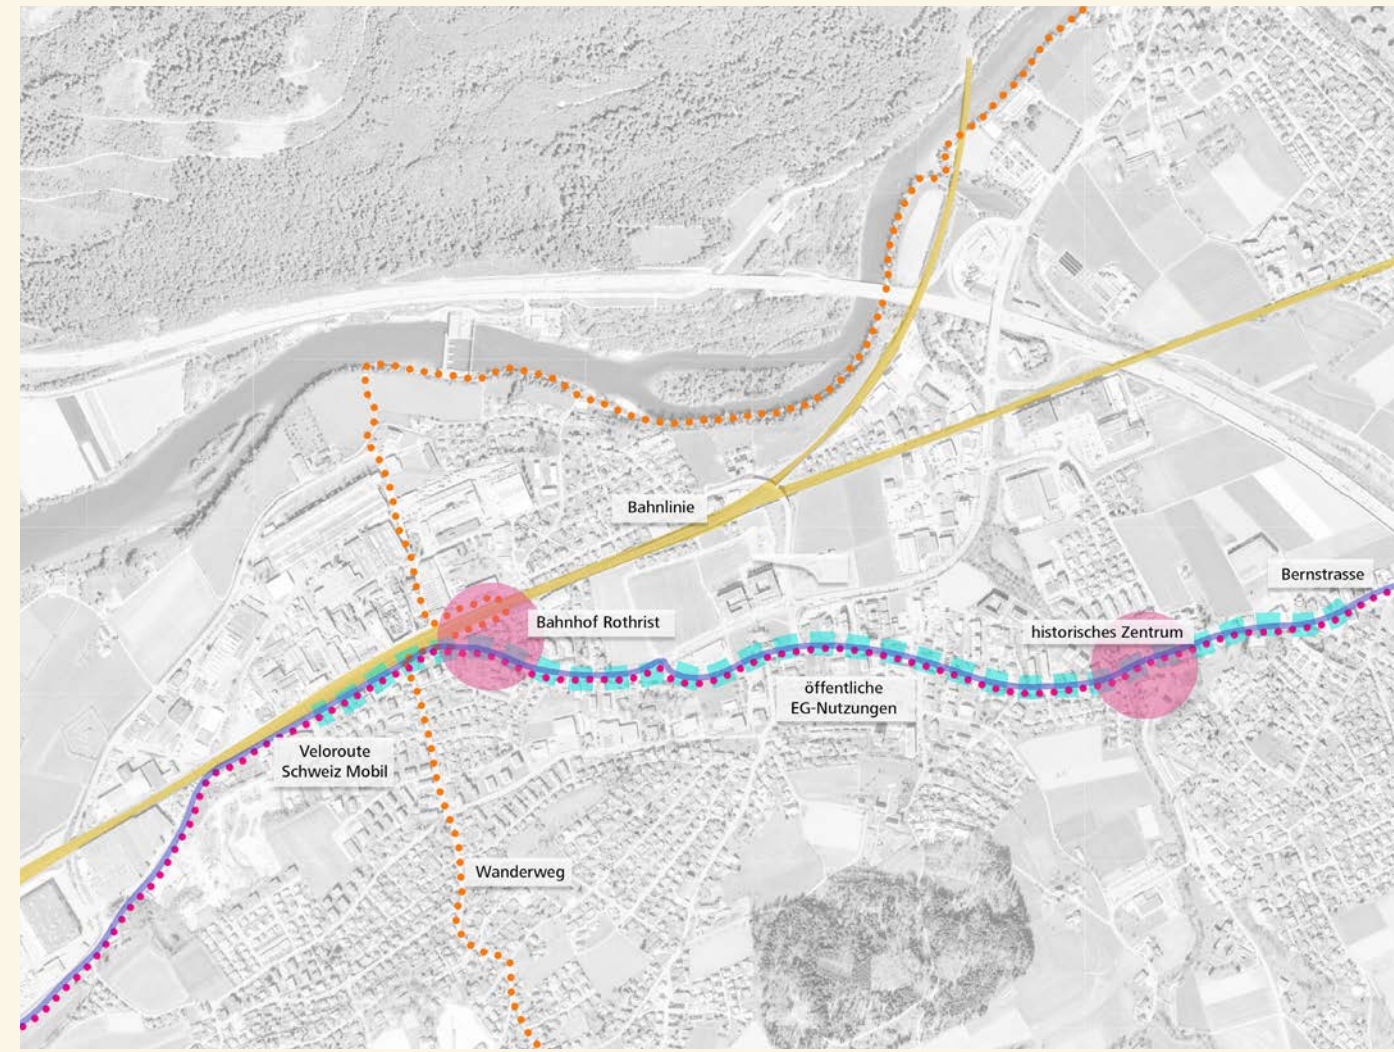 Bahnlinie
Bernstrasse
Bahnhof Rothrist
historisches Zentrum
öffentliche
EG-Nutzungen
Veloroute
Schweiz Mobil
Wanderweg